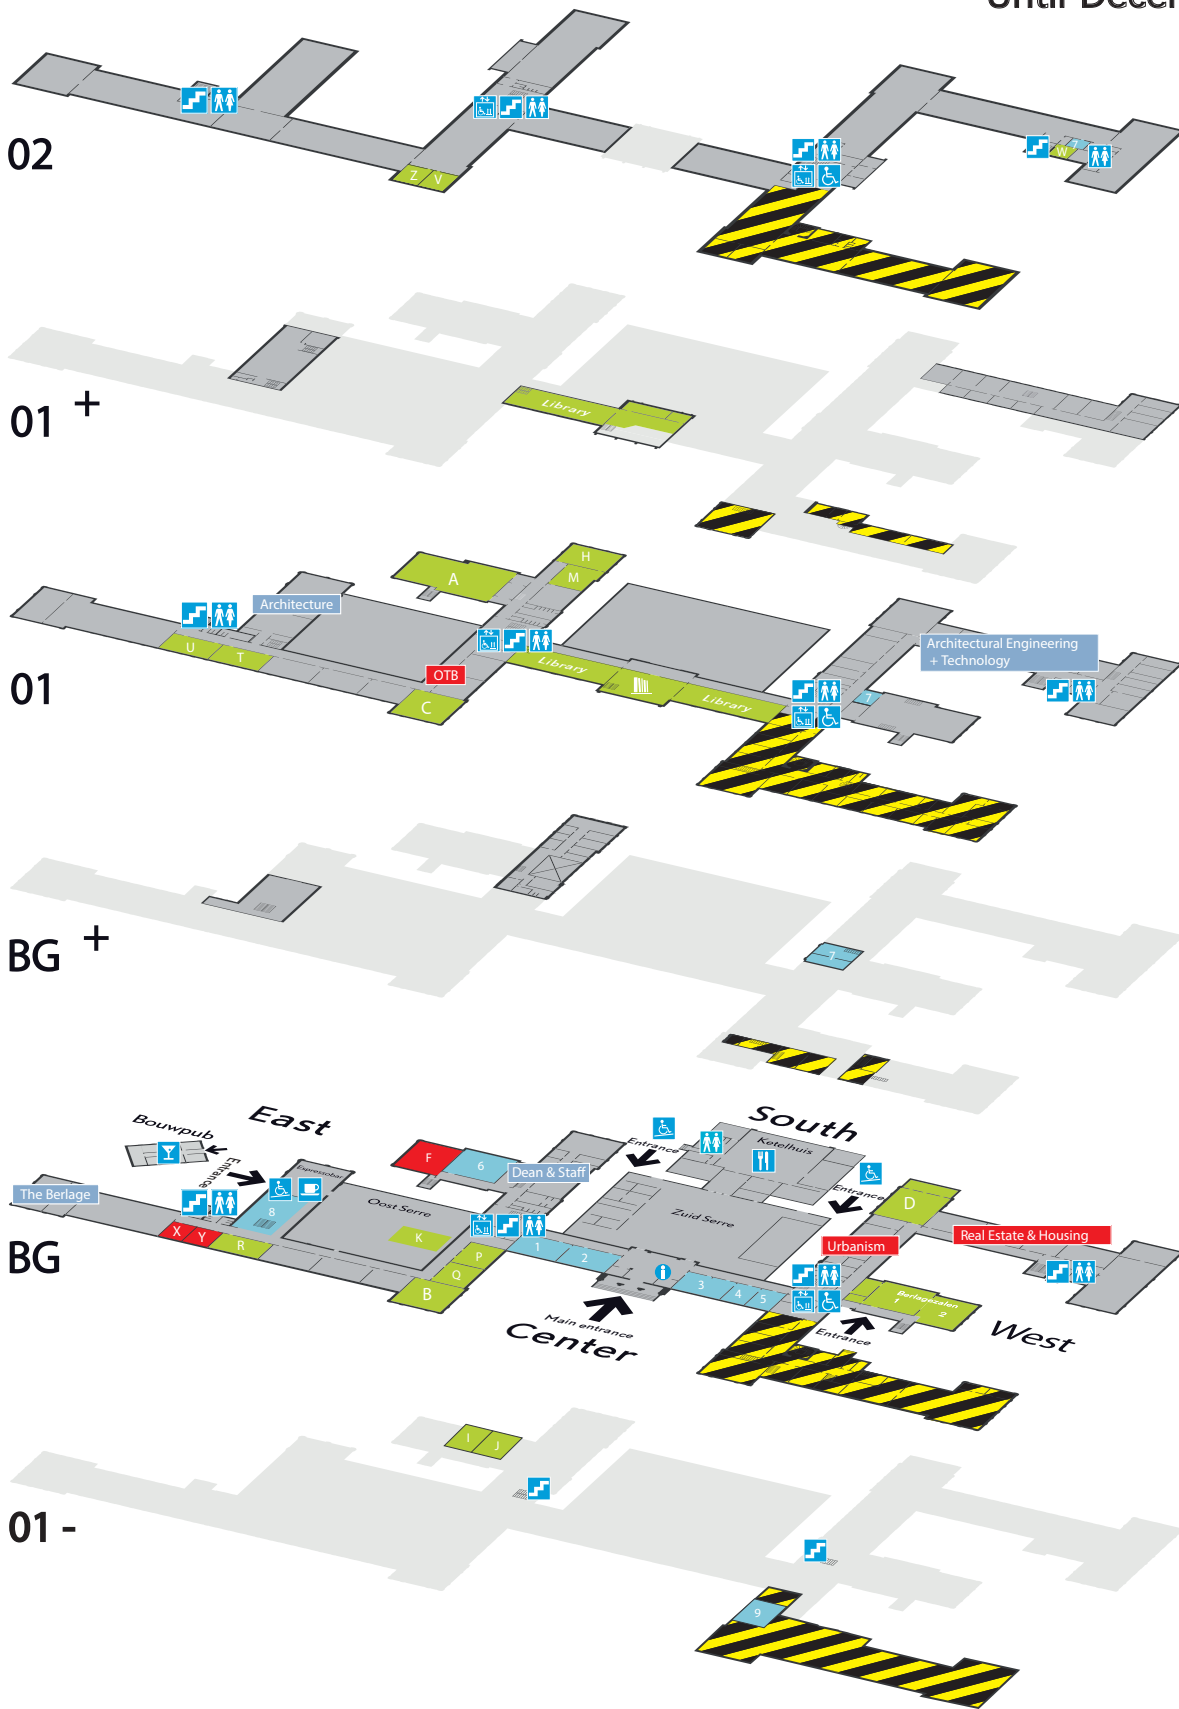 02
Z
V
W
7
01 +
Library
01
A
H
M
Architecture
U
T
OTB
C
Library
Library
Architectural Engineering
+ Technology
7
BG +
7
East
South
Bouwpub
Entrance
Entrance
Ketelhuis
Espressobar
F
6
Dean & Staff
The Berlage
Entrance
8
Oost Serre
Zuid Serre
D
X
Y
R
K
P
Q
B
1
2
i
3
4
5
Urbanism
Real Estate & Housing
Berlagezalen
1
2
Main entrance
Entrance
Center
West
BG
01 -
I
J
9